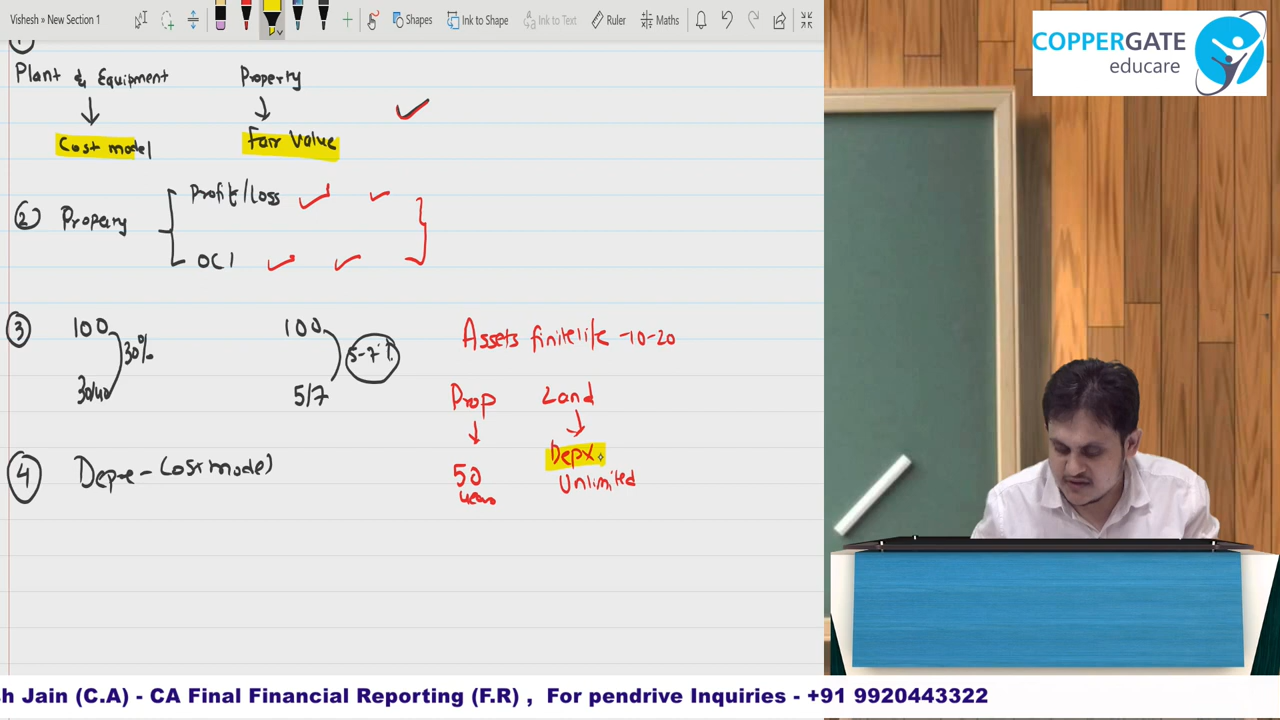 Vishesh » New Section 1
Shapes
Ink to Shape
Ink to Text
Ruler
Maths
COPPERGATE
educare
Plant & Equipment Property
Cost model Fair Value
② Property Profit/Loss
OCI
③ 100 30% 30/40 100 5-7% 5/7
Assets finite life -10-20
Prop Land
50 years
Depx
Unlimited
④ Dep-e - Cost model
sh Jain (C.A) - CA Final Financial Reporting (F.R) , For pendrive Inquiries - +91 9920443322